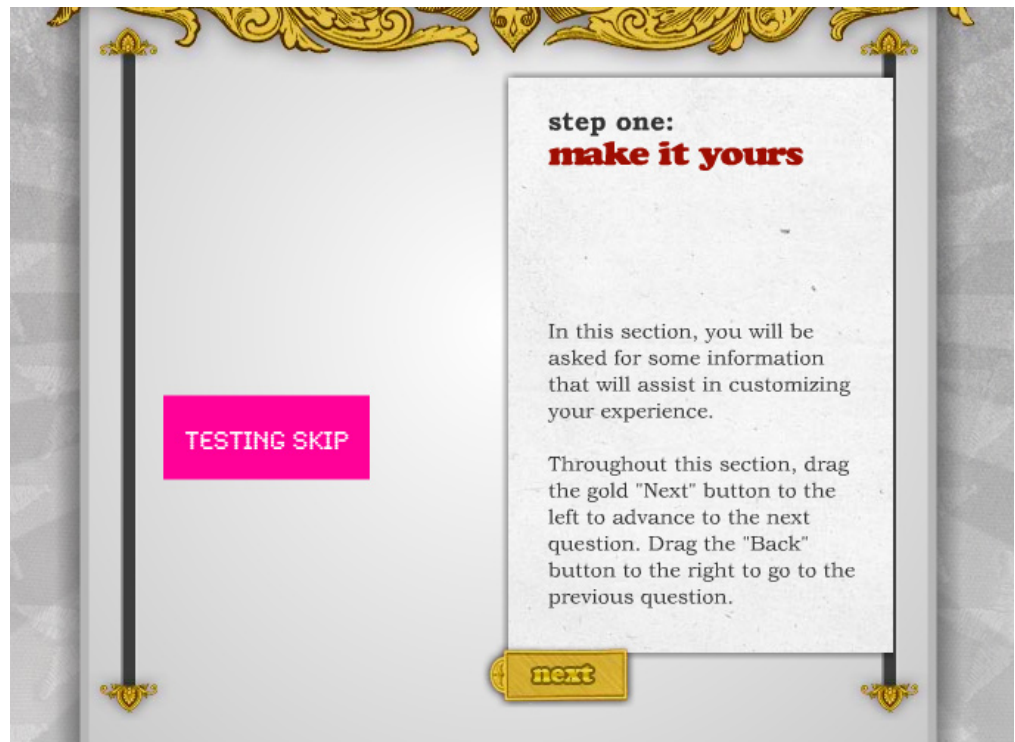 step one:
make it yours
In this section, you will be
asked for some information
that will assist in customizing
your experience.
Throughout this section, drag
the gold "Next" button to the
left to advance to the next
question. Drag the "Back"
button to the right to go to the
previous question.
TESTING SKIP
next